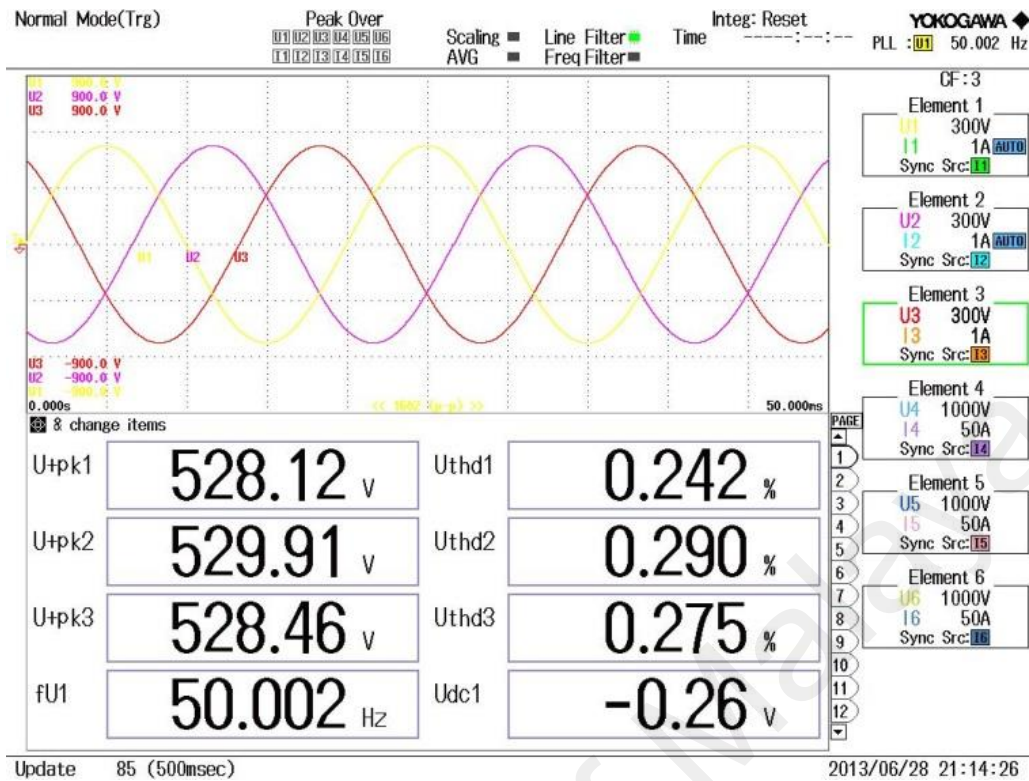 Normal Mode(Trg) Peak Over Scaling Line Filter Integ: Reset YOKOGAWA
U1 U2 U3 U4 U5 U6 AVG Freq Filter Time -----:--:-- PLL :U1 50.002 Hz
I1 I2 I3 I4 I5 I6
U1 900.0 V
U2 900.0 V
U3 900.0 V
U1 U2 U3
U3 -900.0 V
U2 -900.0 V
U1 -900.0 V
0.000s << 1602 (p-p) >> 50.000ms
CF:3
Element 1
U1 300V
I1 1A AUTO
Sync Src:I1
Element 2
U2 300V
I2 1A AUTO
Sync Src:I2
Element 3
U3 300V
I3 1A
Sync Src:I3
Element 4
U4 1000V
I4 50A
Sync Src:I4
Element 5
U5 1000V
I5 50A
Sync Src:I5
Element 6
U6 1000V
I6 50A
Sync Src:I6
8 change items
U+pk1 528.12 V Uthd1 0.242 %
U+pk2 529.91 V Uthd2 0.290 %
U+pk3 528.46 V Uthd3 0.275 %
fU1 50.002 Hz Udc1 -0.26 V
PAGE
1
2
3
4
5
6
7
8
9
10
11
12
Update 85 (500msec) 2013/06/28 21:14:26